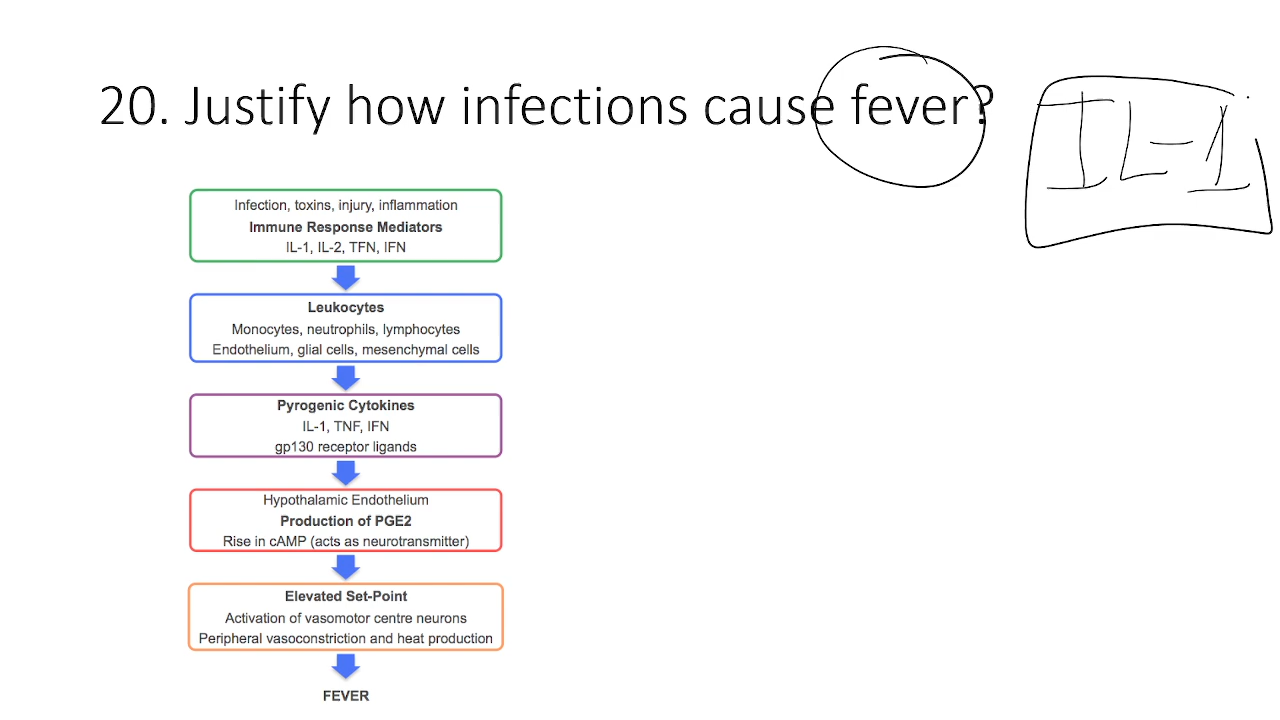 20. Justify how infections cause fever?
IL-1
Infection, toxins, injury, inflammation
Immune Response Mediators
IL-1, IL-2, TFN, IFN
Leukocytes
Monocytes, neutrophils, lymphocytes
Endothelium, glial cells, mesenchymal cells
Pyrogenic Cytokines
IL-1, TNF, IFN
gp130 receptor ligands
Hypothalamic Endothelium
Production of PGE2
Rise in cAMP (acts as neurotransmitter)
Elevated Set-Point
Activation of vasomotor centre neurons
Peripheral vasoconstriction and heat production
FEVER